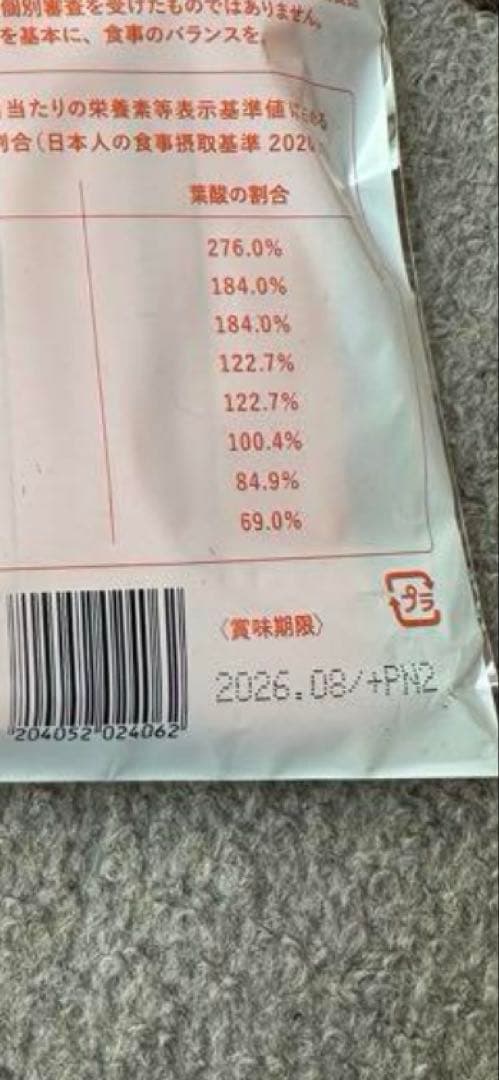 個別審査を受けたものではありません。
を基本に、食事のバランスを。
当たりの栄養素等表示基準値に
割合（日本人の食事摂取基準 202
葉酸の割合
276.0%
184.0%
184.0%
122.7%
122.7%
100.4%
84.9%
69.0%
プラ
〈賞味期限〉
2026.08/+PN2
204052 024062